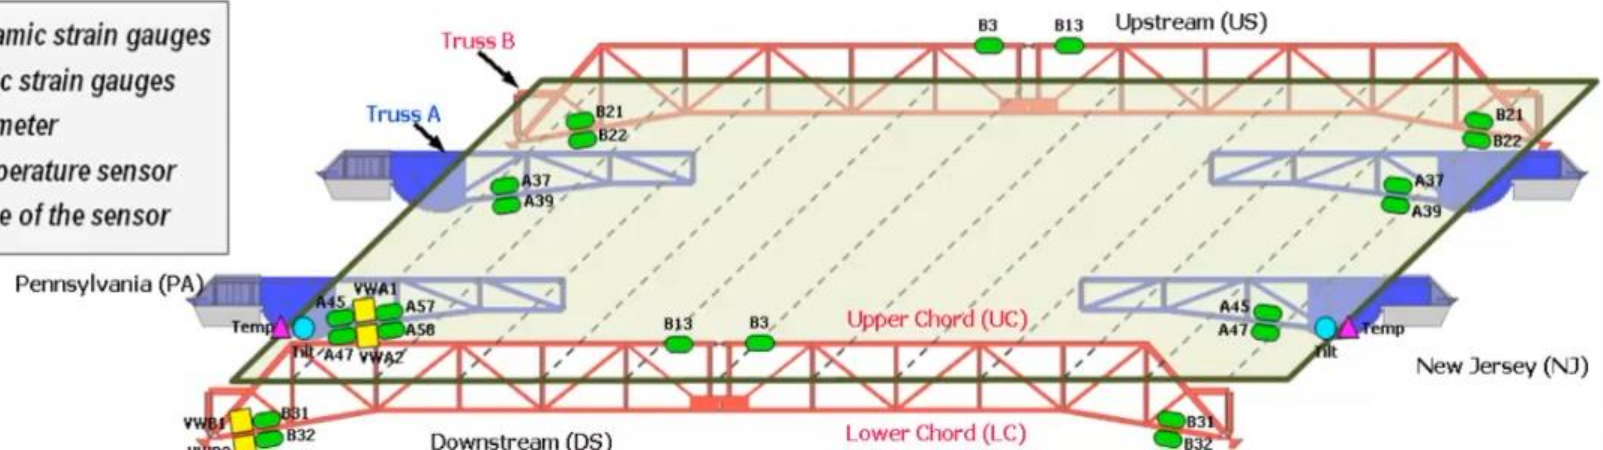 amic strain gauges
c strain gauges
meter
perature sensor
e of the sensor
Truss B
Truss A
B3
B13
Upstream (US)
B21
B22
B21
B22
A37
A39
A37
A39
Pennsylvania (PA)
VWA1
A45
A57
A58
Temp
Tilt
A47
VWA2
A45
A47
Temp
Tilt
New Jersey (NJ)
B13
B3
Upper Chord (UC)
Lower Chord (LC)
VWB1
B31
B32
B31
B32
Downstream (DS)